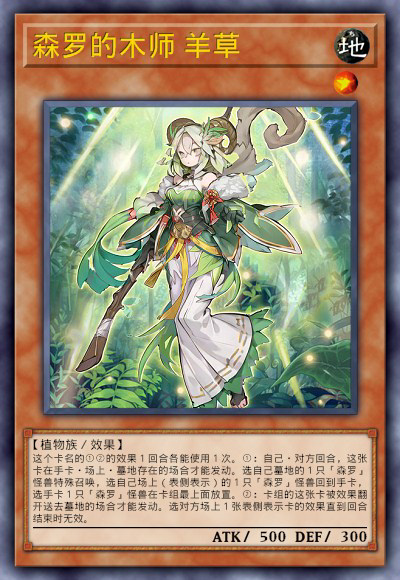 森罗的木师 羊草
地
【植物族／效果】
这个卡名的①②的效果1回合各能使用1次。①：自己·对方回合，这张
卡在手卡·场上·墓地存在的场合才能发动。选自己墓地的1只「森罗」
怪兽特殊召唤，选自己场上（表侧表示）的1只「森罗」怪兽回到手卡，
选手卡1只「森罗」怪兽在卡组最上面放置。②：卡组的这张卡被效果翻
开送去墓地的场合才能发动。选对方场上1张表侧表示卡的效果直到回合
结束时无效。
ATK/ 500 DEF/ 300